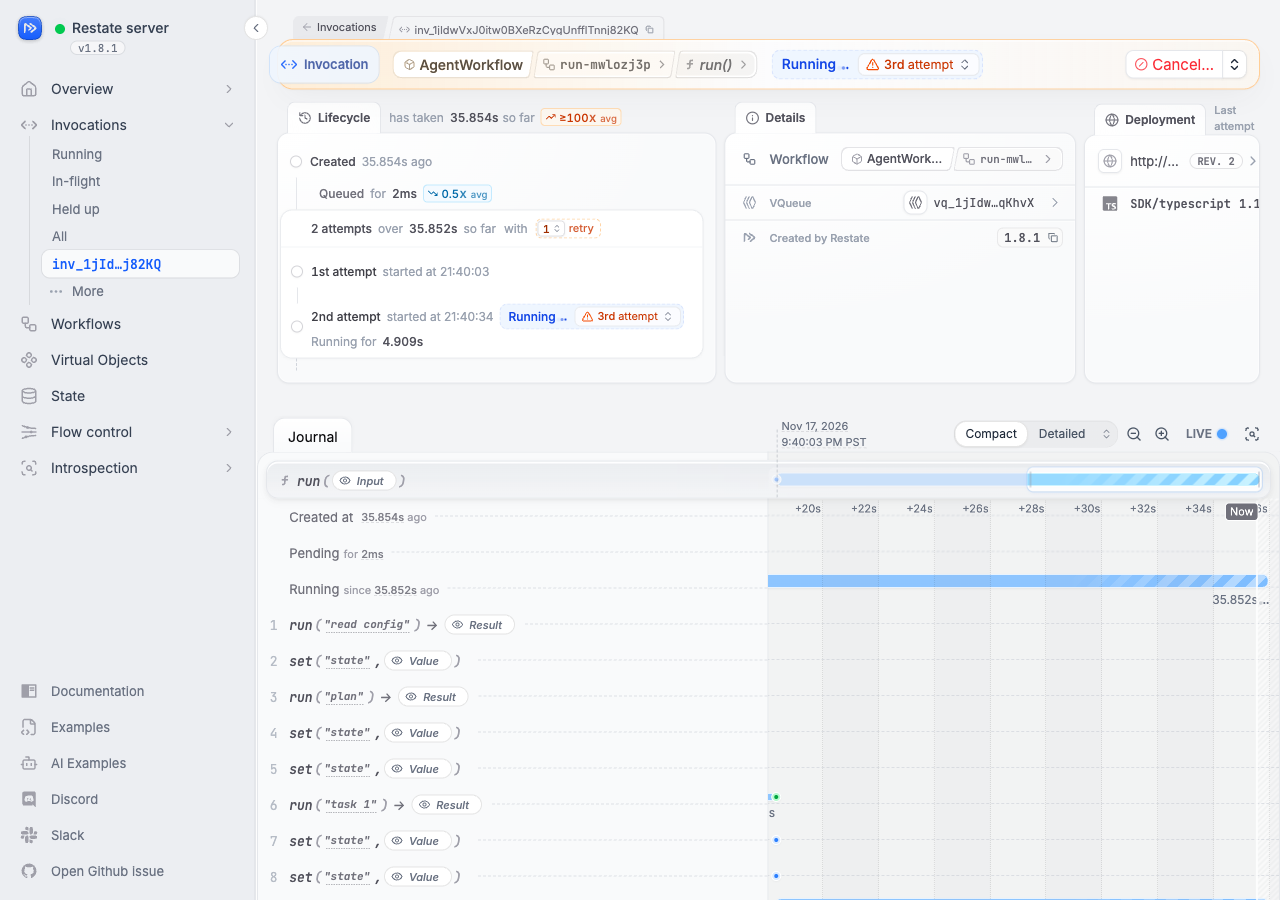 Restate server
v1.8.1
Overview
Invocations
Running
In-flight
Held up
All
inv_1jId…j82KQ
More
Workflows
Virtual Objects
State
Flow control
Introspection
Documentation
Examples
AI Examples
Discord
Slack
Open Github issue
Invocations
inv_1jIdwVxJ0itw0BXeRzCyqUnfflTnnj82KQ
Invocation
AgentWorkflow
run-mwlozj3p
run()
Running ..
3rd attempt
Cancel…
Lifecycle
has taken 35.854s so far
≥100x avg
Created 35.854s ago
Queued for 2ms
0.5x avg
2 attempts over 35.852s so far with 1 retry
1st attempt started at 21:40:03
2nd attempt started at 21:40:34
Running ..
3rd attempt
Running for 4.909s
Details
Workflow
AgentWork...
run-mwl…
VQueue
vq_1jIdw…qKhvX
Created by Restate
1.8.1
Deployment
Last attempt
http://...
REV. 2
SDK/typescript 1.1
Journal
Nov 17, 2026
9:40:03 PM PST
Compact
Detailed
LIVE
run( Input )
+20s +22s +24s +26s +28s +30s +32s +34s Now 6s
Created at 35.854s ago
Pending for 2ms
Running since 35.852s ago
35.852s…
1 run("read config") → Result
2 set("state", Value )
3 run("plan") → Result
4 set("state", Value )
5 set("state", Value )
6 run("task 1") → Result
s
7 set("state", Value )
8 set("state", Value )